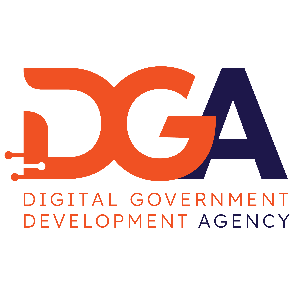 DGA
DIGITAL GOVERNMENT
DEVELOPMENT AGENCY